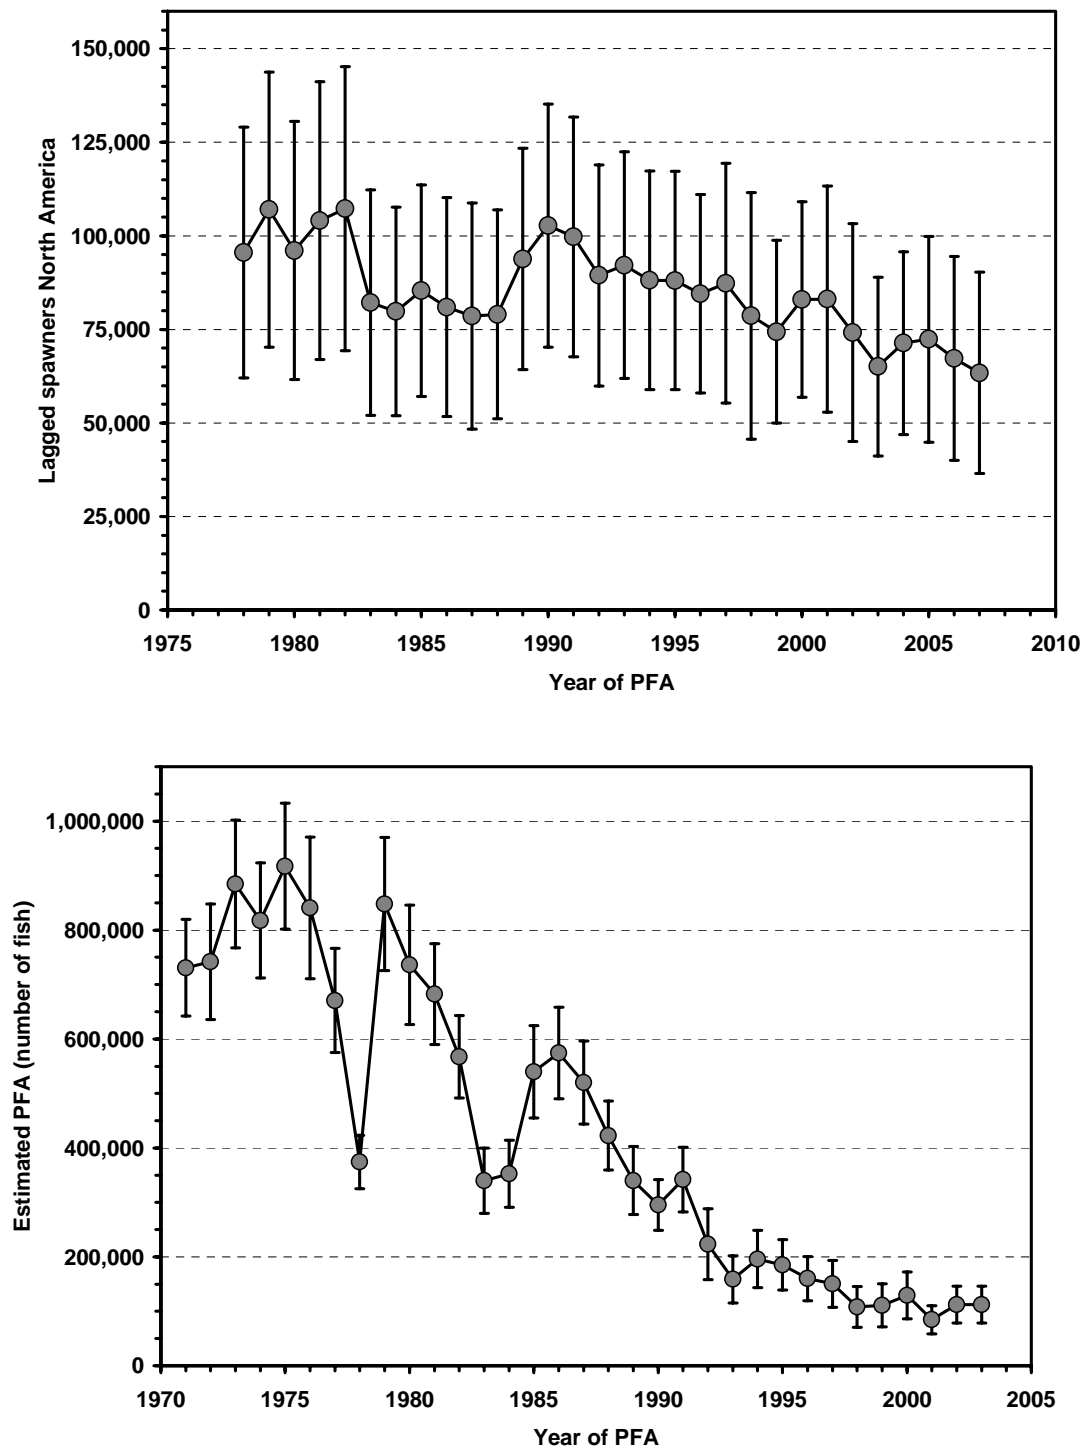 150,000
125,000
100,000
75,000
50,000
25,000
0
Lagged spawners North America
1975 1980 1985 1990 1995 2000 2005 2010
Year of PFA
1,000,000
800,000
600,000
400,000
200,000
0
Estimated PFA (number of fish)
1970 1975 1980 1985 1990 1995 2000 2005
Year of PFA